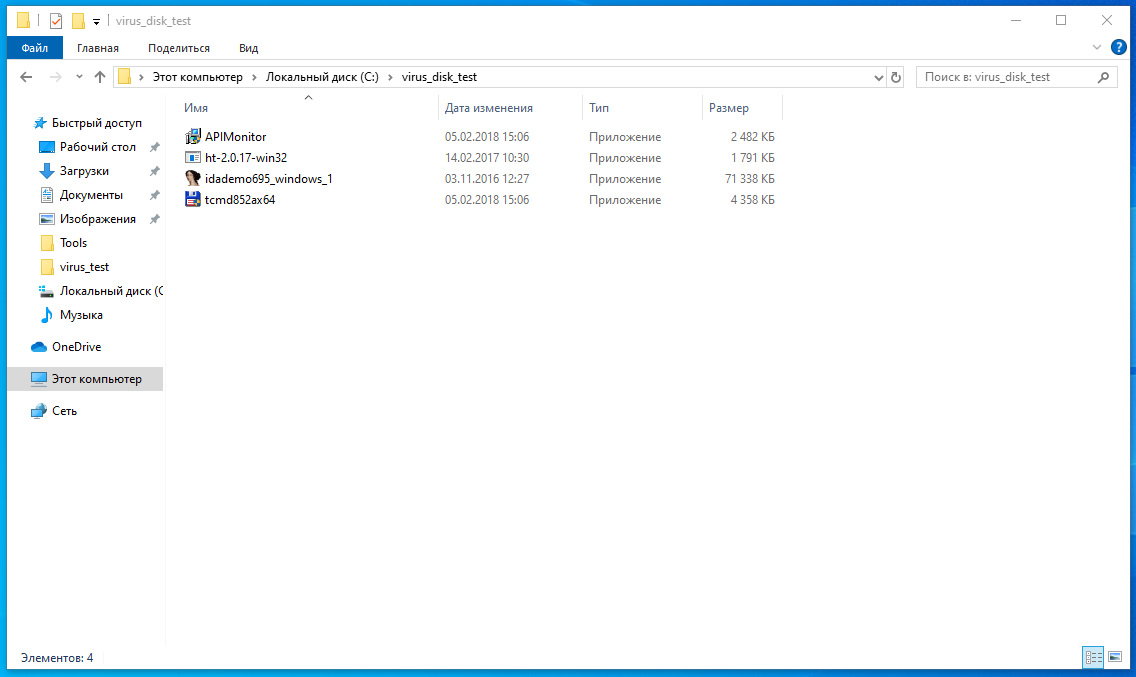 virus_disk_test
Файл Главная Поделиться Вид
Этот компьютер Локальный диск (C:) virus_disk_test Поиск в: virus_disk_test
Имя Дата изменения Тип Размер
APIMonitor 05.02.2018 15:06 Приложение 2 482 КБ
ht-2.0.17-win32 14.02.2017 10:30 Приложение 1 791 КБ
idademo695_windows_1 03.11.2016 12:27 Приложение 71 338 КБ
tcmd852ax64 05.02.2018 15:06 Приложение 4 358 КБ
Быстрый доступ
Рабочий стол
Загрузки
Документы
Изображения
Tools
virus_test
Локальный диск (C
Музыка
OneDrive
Этот компьютер
Сеть
Элементов: 4